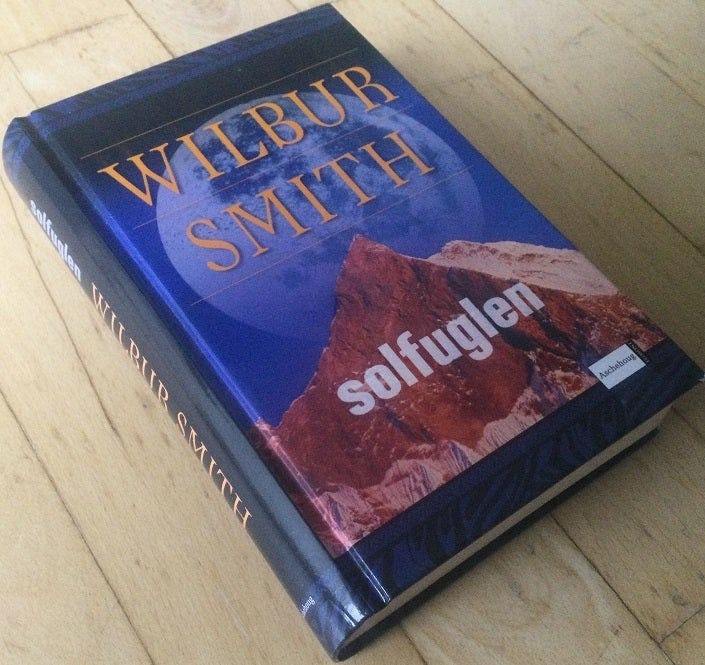 WILBUR
SMITH
solfuglen
Aschehoug
solfuglen WILBUR SMITH